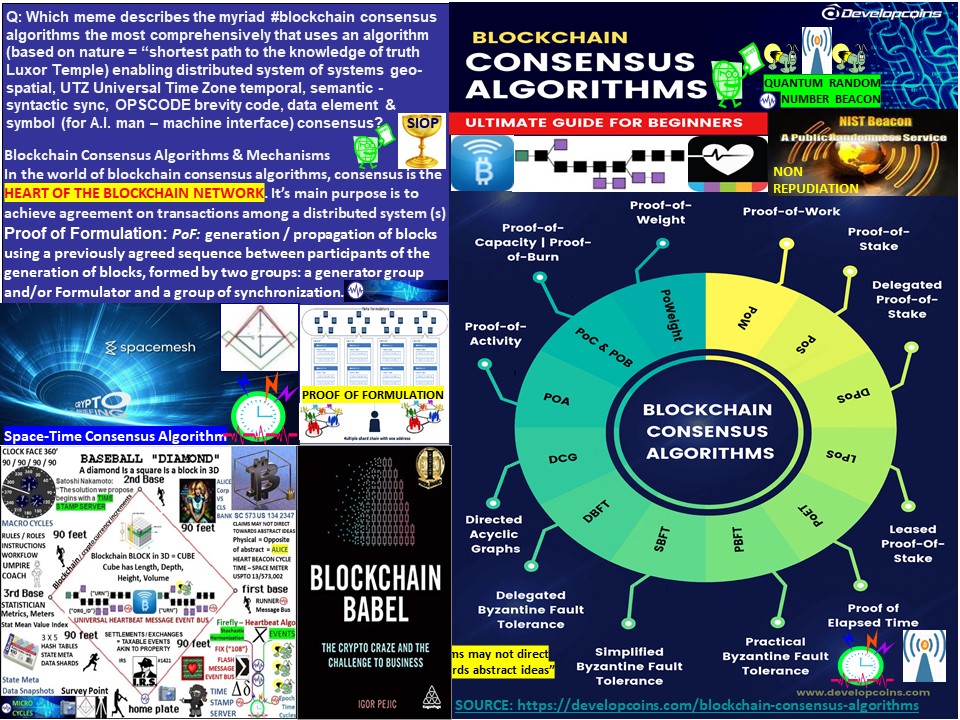 Q: Which meme describes the myriad #blockchain consensus
algorithms the most comprehensively that uses an algorithm
(based on nature = “shortest path to the knowledge of truth
Luxor Temple) enabling distributed system of systems geo-
spatial, UTZ Universal Time Zone temporal, semantic -
syntactic sync, OPSCODE brevity code, data element &
symbol (for A.I. man – machine interface) consensus?
SIOP
Blockchain Consensus Algorithms & Mechanisms
In the world of blockchain consensus algorithms, consensus is the
HEART OF THE BLOCKCHAIN NETWORK. It’s main purpose is to
achieve agreement on transactions among a distributed system (s)
Proof of Formulation: PoF: generation / propagation of blocks
using a previously agreed sequence between participants of the
generation of blocks, formed by two groups: a generator group
and/or Formulator and a group of synchronization.
Developcoins
BLOCKCHAIN
CONSENSUS
ALGORITHMS
QUANTUM RANDOM
NUMBER BEACON
ULTIMATE GUIDE FOR BEGINNERS
NIST Beacon
A Public Randomness Service
NON
REPUDIATION
spacemesh
CRYPTO
BRIEFING
Space-Time Consensus Algorithm
PROOF OF FORMULATION
Multiple shard chain with one address
Proof-of-
Weight
Proof-of-Work
Proof-of-
Capacity | Proof-
of-Burn
Proof-of-
Stake
Delegated
Proof-of-
Stake
Proof-of-
Activity
PoWeight
PoW
PoC & POB
PoS
POA
DPoS
DCG
LPoS
DBFT
PoET
SBFT
PBFT
BLOCKCHAIN
CONSENSUS
ALGORITHMS
Directed
Acyclic
Graphs
Leased
Proof-Of-
Stake
Delegated
Byzantine Fault
Tolerance
Proof of
Elapsed Time
Simplified
Byzantine Fault
Tolerance
Practical
Byzantine Fault
Tolerance
ms may not direct
rds abstract ideas”
www.developcoins.com
SOURCE: https://developcoins.com/blockchain-consensus-algorithms
CLOCK FACE 360'
90 / 90 / 90 / 90
BASEBALL "DIAMOND"
A diamond Is a square Is a block in 3D
2nd Base
Satoshi Nakamoto:
"The solution we propose
begins with a TIME
STAMP SERVER
ALICE
Corp
VS
CLS
BANK SC 573 US 134 2347
MACRO CYCLES
90 feet
90 feet
CLAIMS MAY NOT DIRECT
TOWARDS ABSTRACT IDEAS
Physical = Opposite
of abstract = ALICE
HEART BEACON CYCLE
TIME – SPACE METER
USPTO 13/573,002
RULES / ROLES
INSTRUCTIONS
WORKFLOW
UMPIRE
COACH
Blockchain / crypto currency increments
Blockchain BLOCK in 3D = CUBE
Cube has Length, Depth,
Height, Volume
3rd Base
STATISTICIAN
Metrics, Meters
Stat Mean Value Index
("URN")
("ORG_ID")
("URN")
first base
RUNNER
Message Bus
UNIVERSAL HEARTBEAT MESSAGE EVENT BUS
Firefly – Heartbeat Algo
Stochastic
Harmonization
EVENTS
3 X 5
HASH TABLES
STATE META
DATA SHARDS
90 feet
SETTLEMENTS / EXCHANGES
= TAXABLE EVENTS
AKIN TO PROPERTY
90 feet
IRS
#1421
I.R.S.
FIX ("108")
FLASH
MESSAGE
EVENT BUS
State Meta
Data Snapshots
Survey Point
TIME
STAMP
SERVER
Δδ
Epoch
Time
Cycles
MICRO
CYCLES
home plate
BLOCKCHAIN
BABEL
THE CRYPTO CRAZE AND THE
CHALLENGE TO BUSINESS
IGOR PEJIC
KoganPage